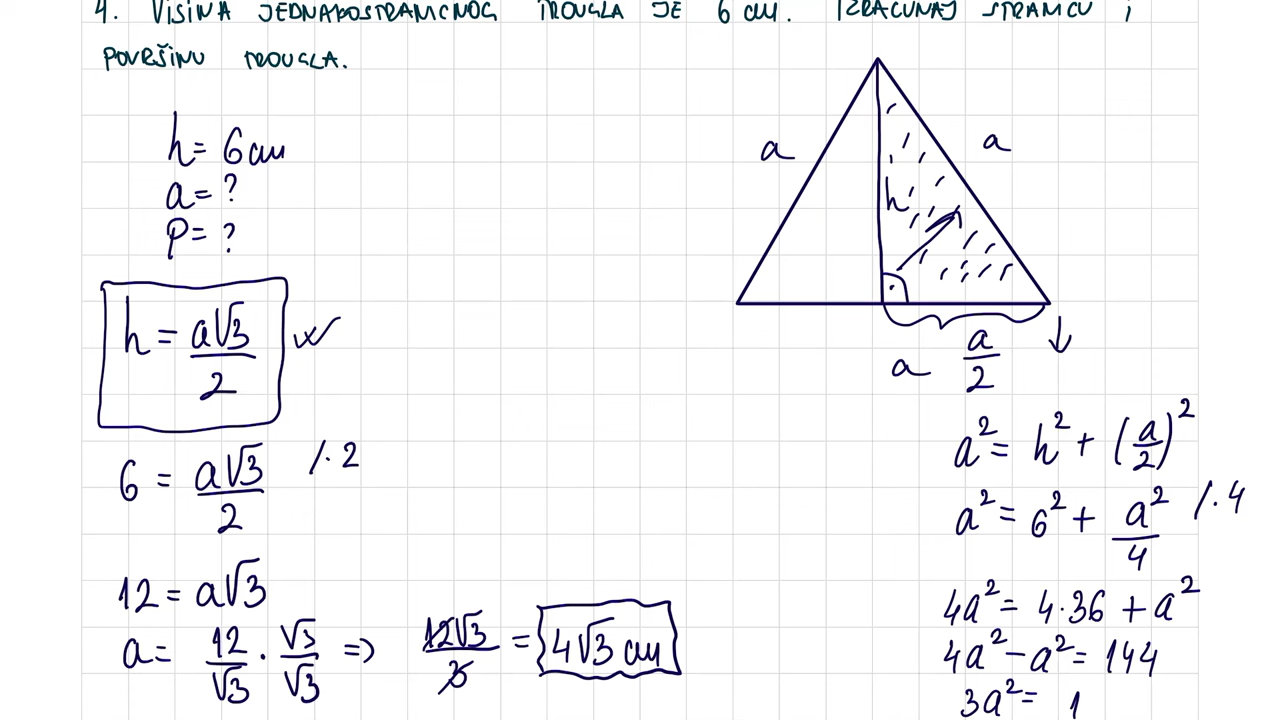 4. VISINA JEDNAKOSTRANIČNOG TROUGLA JE 6 cm. IZRAČUNAJ STRANICU I
POVRŠINU TROUGLA.
h = 6 cm
a = ?
P = ?
h = a√3/2
6 = a√3/2 /·2
12 = a√3
a = 12/√3 · √3/√3 => 12√3/3 = 4√3 cm
a
a
h
a
a/2
a² = h² + (a/2)²
a² = 6² + a²/4 /·4
4a² = 4·36 + a²
4a² - a² = 144
3a² = 1